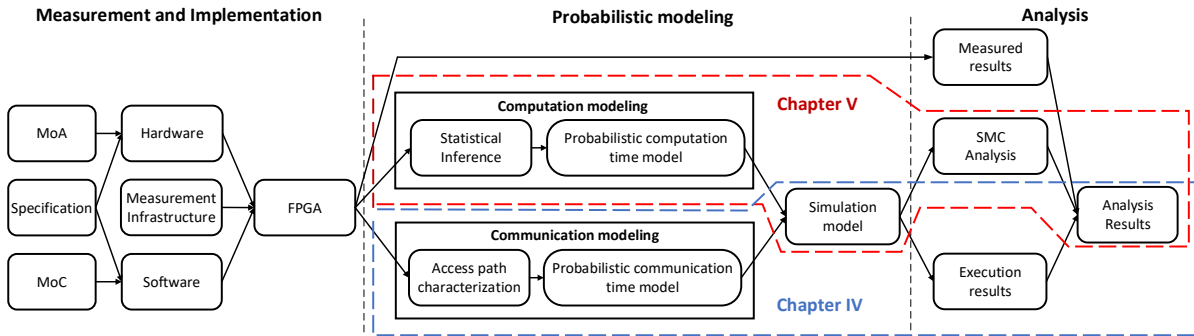 Measurement and Implementation
Probabilistic modeling
Analysis
MoA
Specification
MoC
Hardware
Measurement
Infrastructure
Software
FPGA
Computation modeling
Statistical
Inference
Probabilistic computation
time model
Chapter V
Communication modeling
Access path
characterization
Probabilistic communication
time model
Chapter IV
Simulation
model
Measured
results
SMC
Analysis
Execution
results
Analysis
Results